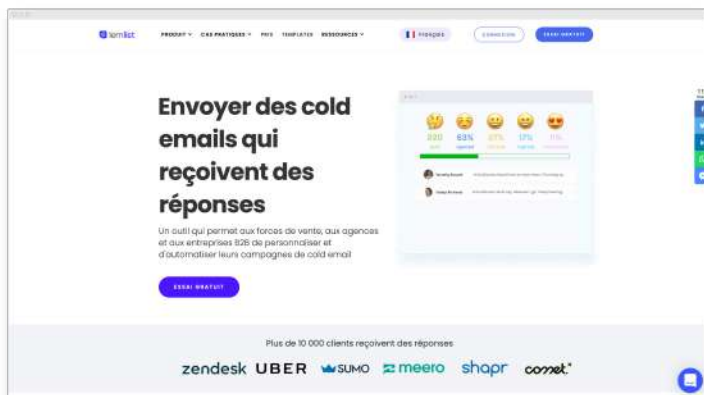 lemlist
PRODUIT
CAS PRATIQUES
PRIX
TEMPLATES
RESSOURCES
Français
CONNEXION
ESSAI GRATUIT
Envoyer des cold
emails qui
reçoivent des
réponses
Un outil qui permet aux forces de vente, aux agences
et aux entreprises B2B de personnaliser et
d'automatiser leurs campagnes de cold email
ESSAI GRATUIT
63%
17%
11%
Plus de 10 000 clients reçoivent des réponses
zendesk
UBER
SUMO
meero
shapr
comet.